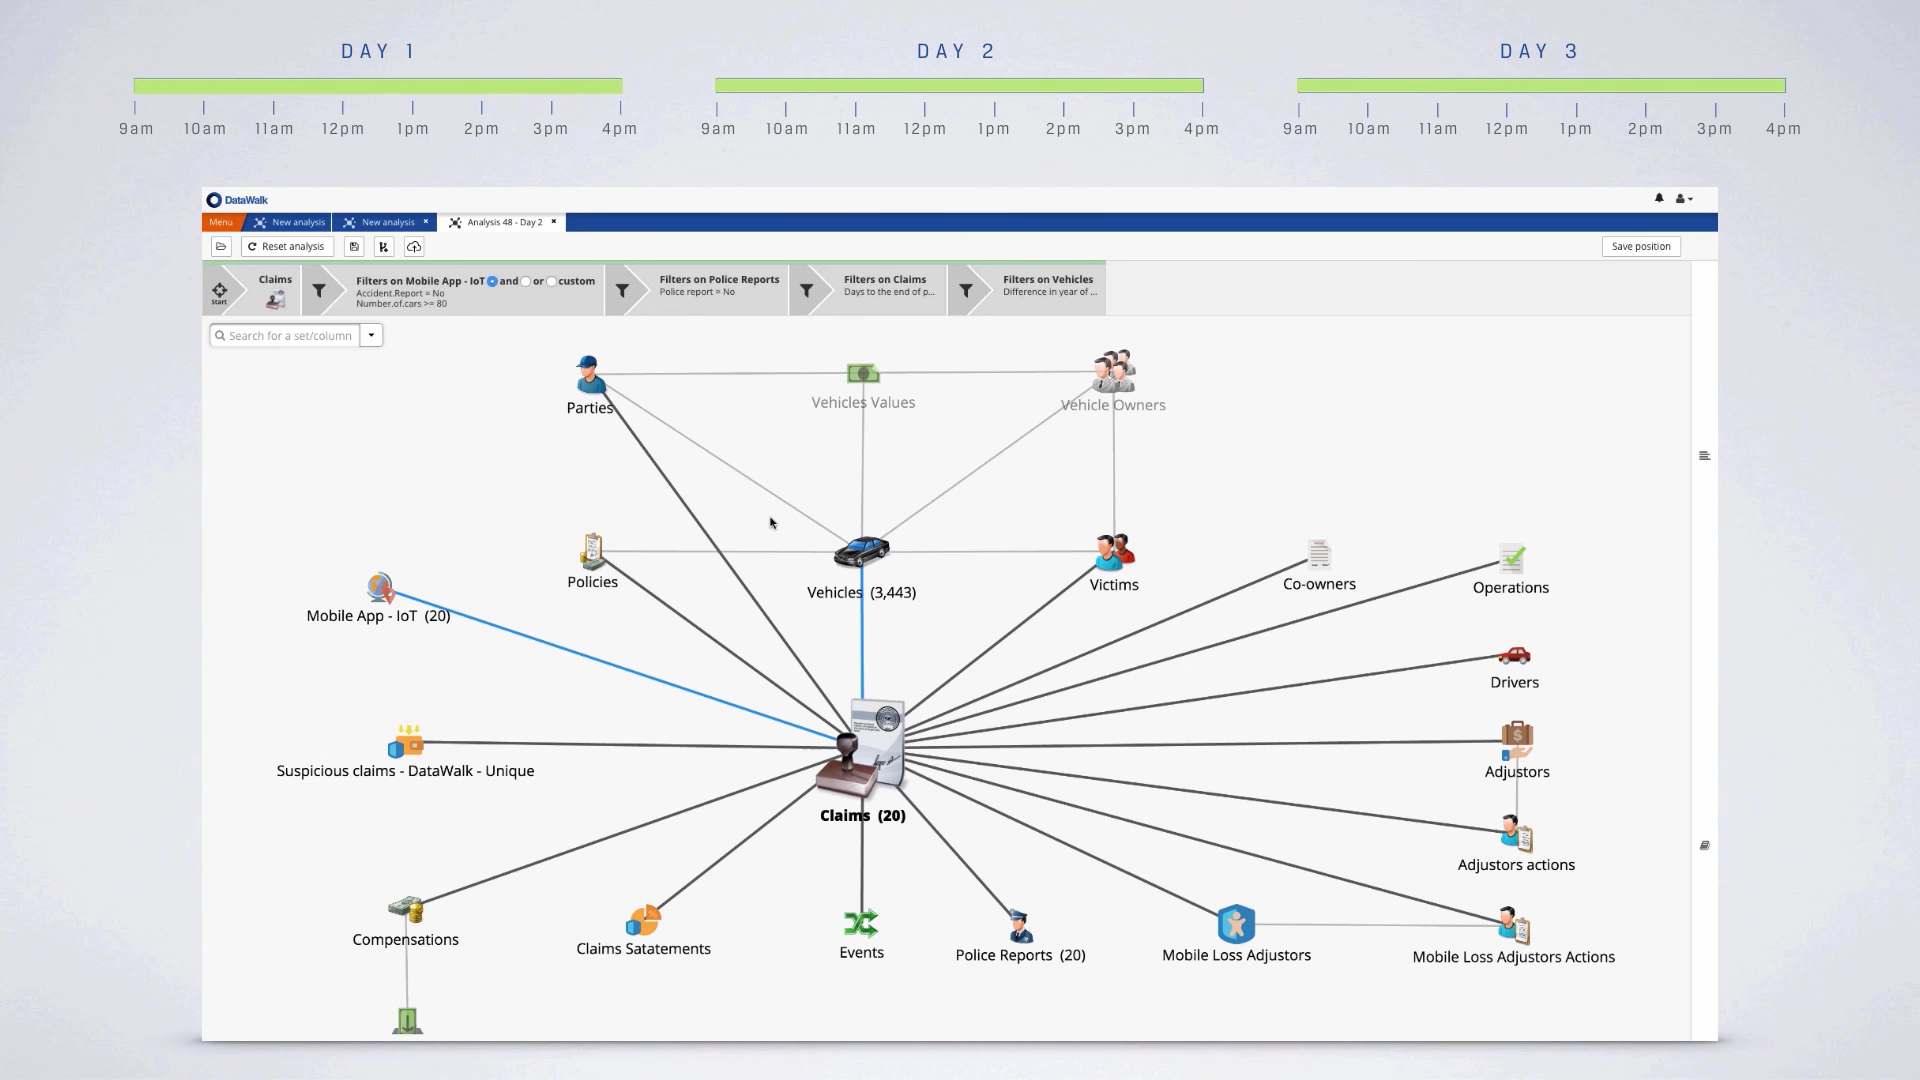 DAY 1
DAY 2
DAY 3
9am 10am 11am 12pm 1pm 2pm 3pm 4pm
9am 10am 11am 12pm 1pm 2pm 3pm 4pm
9am 10am 11am 12pm 1pm 2pm 3pm 4pm
DataWalk
Menu
New analysis
New analysis
Analysis 48 - Day 2
Reset analysis
Save position
Start
Claims
Filters on Mobile App - IoT and or custom
Accident.Report = No
Number.of.cars >= 80
Filters on Police Reports
Police report = No
Filters on Claims
Days to the end of p...
Filters on Vehicles
Difference in year of ...
Search for a set/column
Parties
Vehicles Values
Vehicle Owners
Policies
Vehicles (3,443)
Victims
Co-owners
Operations
Mobile App - IoT (20)
Drivers
Suspicious claims - DataWalk - Unique
Adjustors
Claims (20)
Adjustors actions
Compensations
Claims Satatements
Events
Police Reports (20)
Mobile Loss Adjustors
Mobile Loss Adjustors Actions